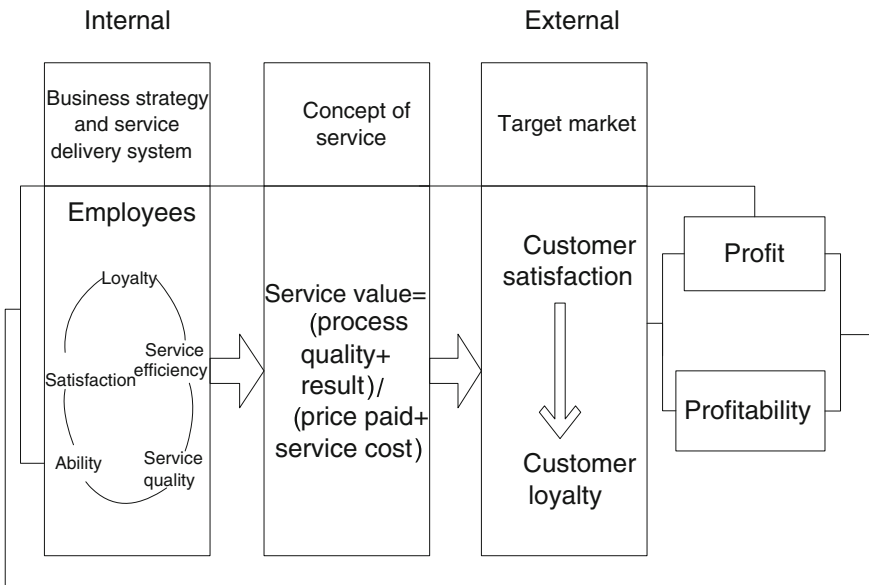 Internal
External
Business strategy
and service
delivery system
Concept of
service
Target market
Employees
Loyalty
Service
efficiency
Satisfaction
Ability
Service
quality
Service value=
(process
quality+
result)/
(price paid+
service cost)
Customer
satisfaction
Customer
loyalty
Profit
Profitability